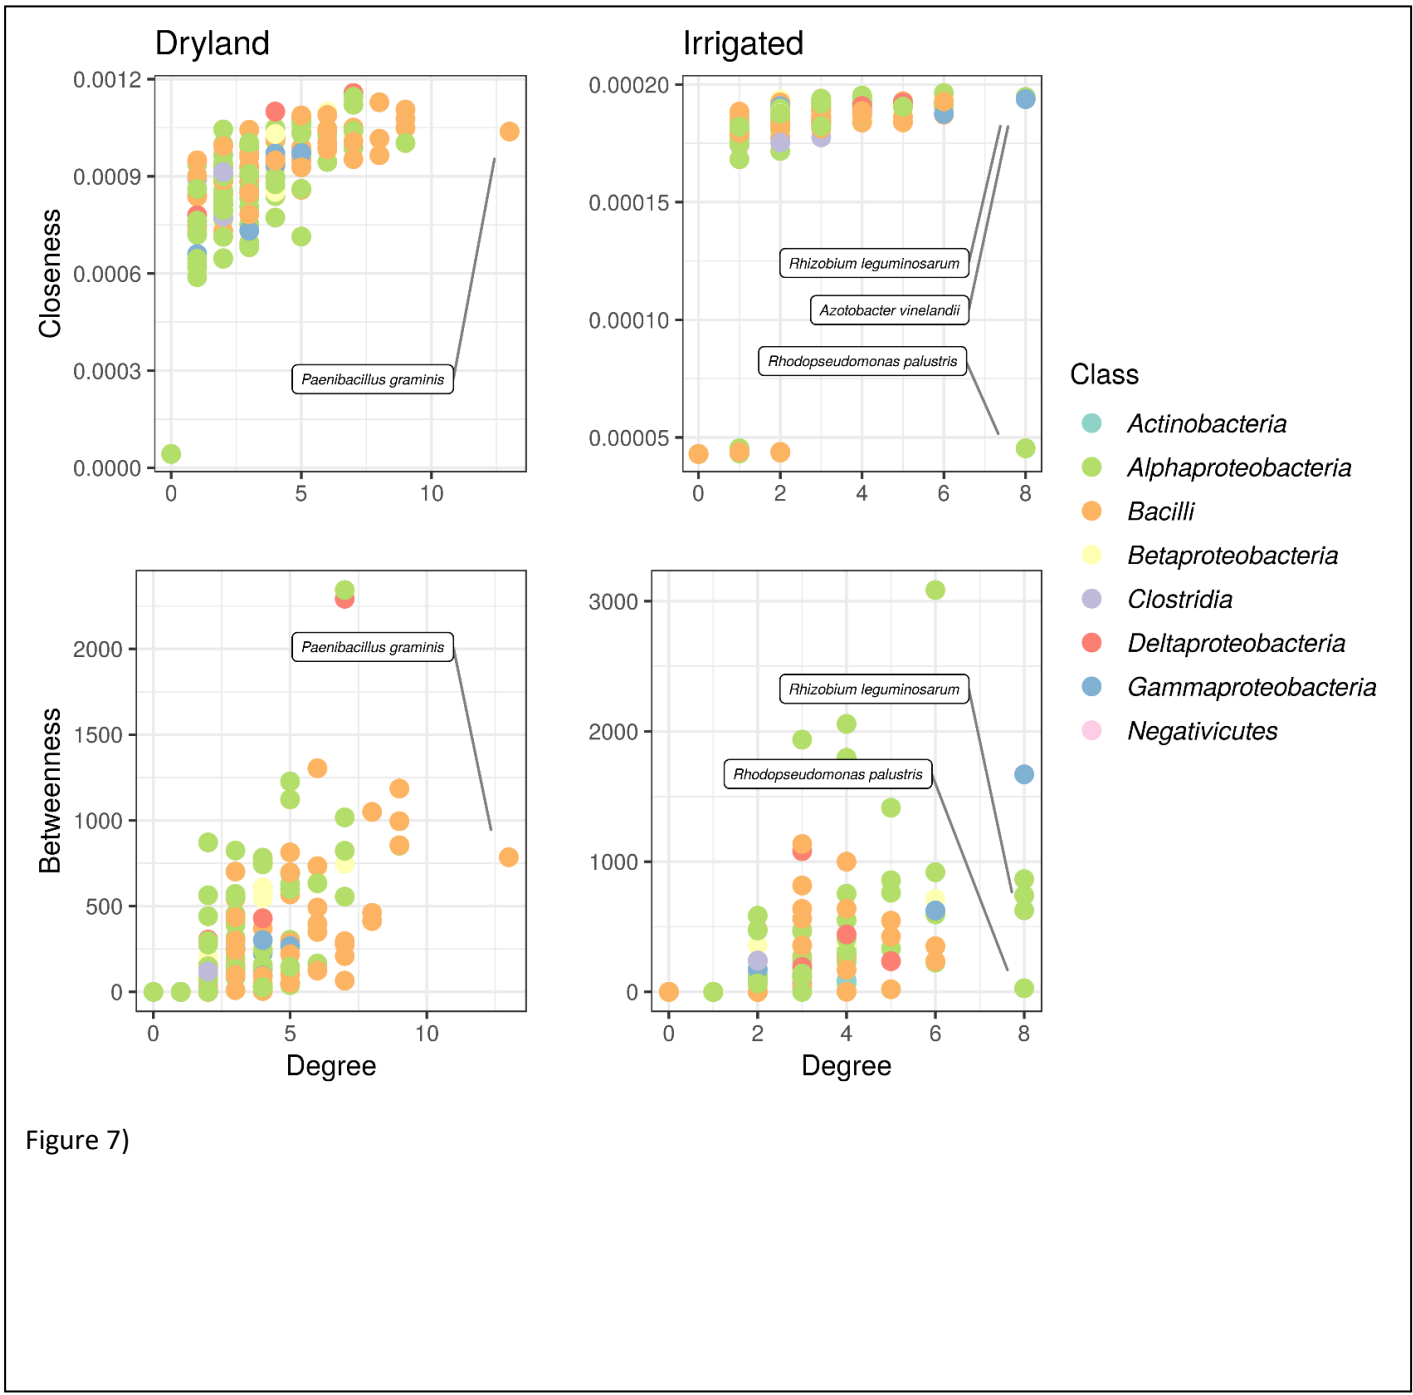 Dryland
Irrigated
0.0012
0.0009
0.0006
0.0003
0.0000
Closeness
Paenibacillus graminis
0 5 10
0.00020
0.00015
0.00010
0.00005
Rhizobium leguminosarum
Azotobacter vinelandii
Rhodopseudomonas palustris
0 2 4 6 8
2000
1500
1000
500
0
Betweenness
Paenibacillus graminis
0 5 10
Degree
3000
2000
1000
0
Rhizobium leguminosarum
Rhodopseudomonas palustris
0 2 4 6 8
Degree
Class
Actinobacteria
Alphaproteobacteria
Bacilli
Betaproteobacteria
Clostridia
Deltaproteobacteria
Gammaproteobacteria
Negativicutes
Figure 7)